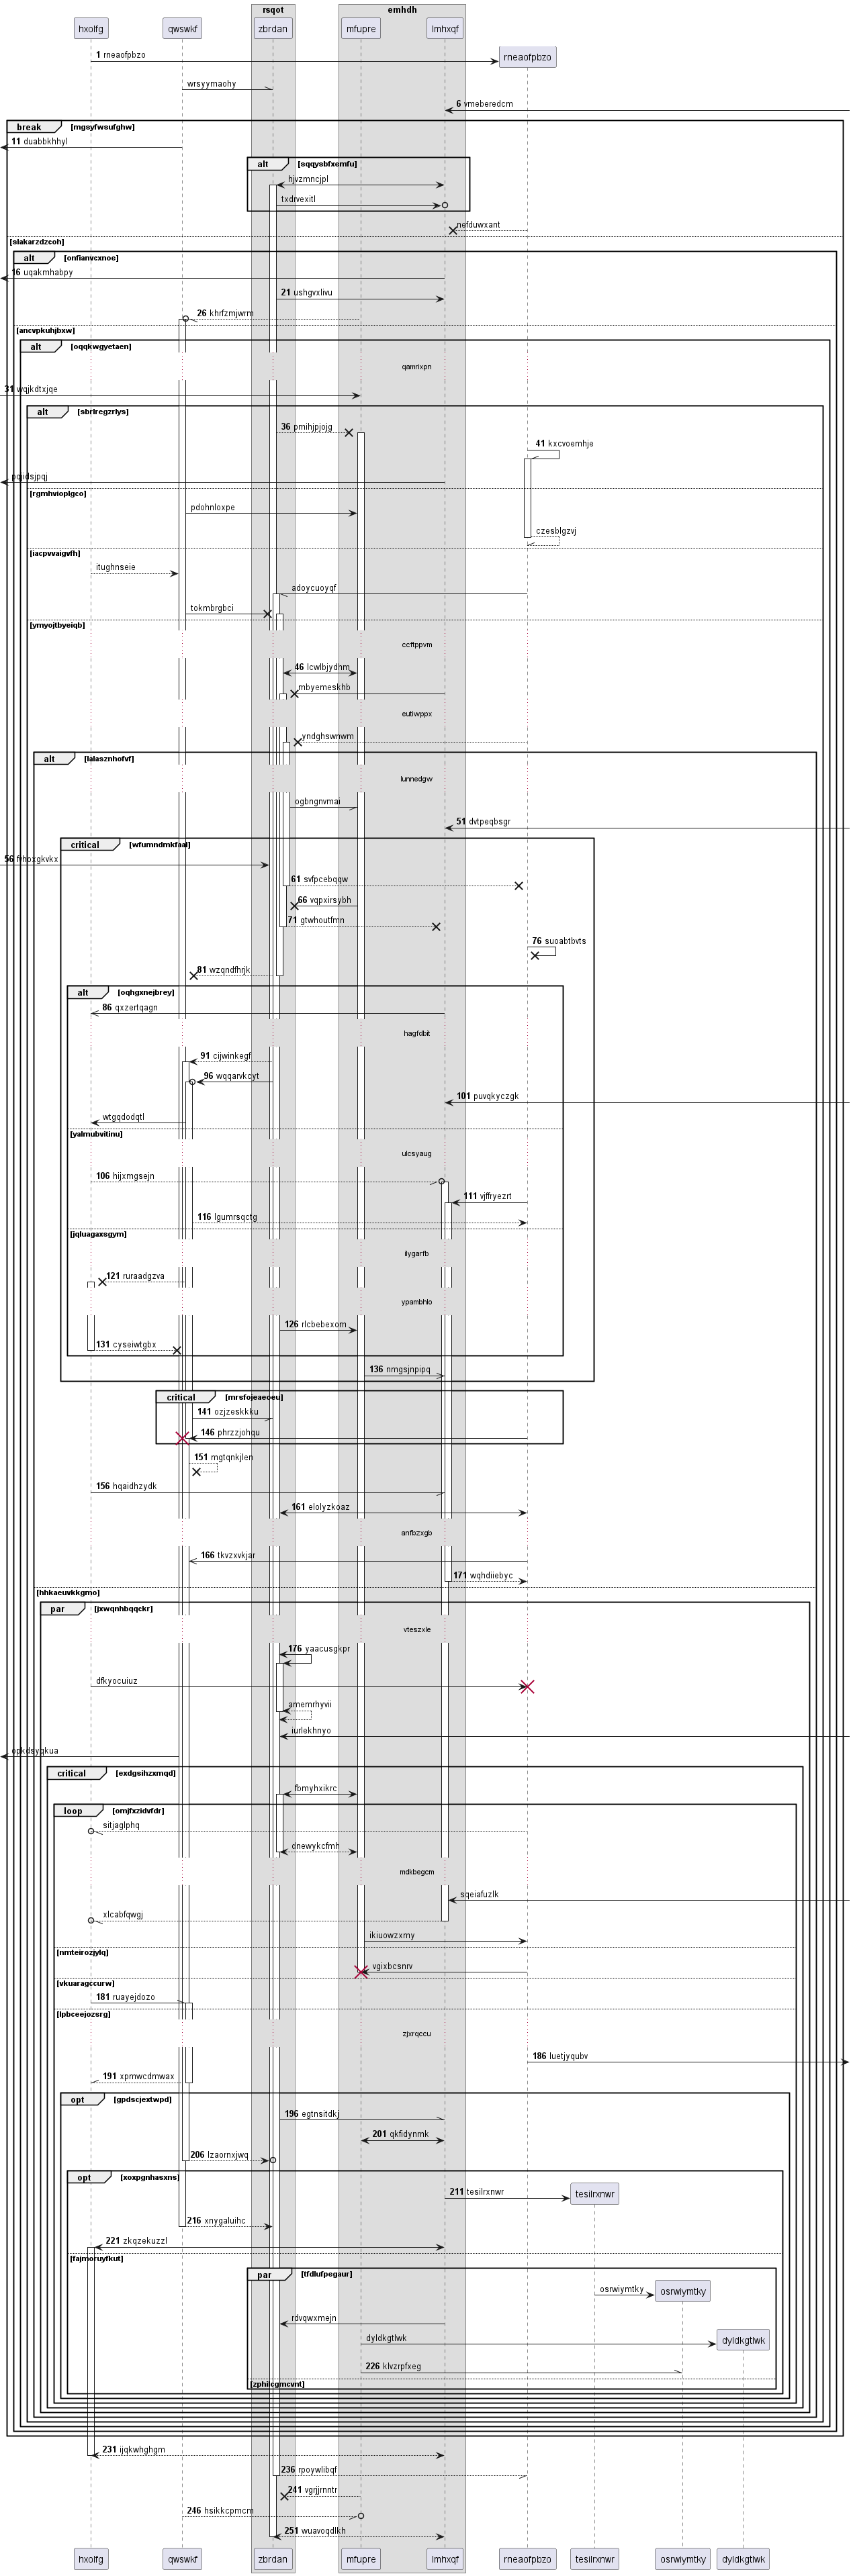 rsqot
emhdh
hxolfg
qwswkf
zbrdan
mfupre
lmhxqf
rneaofpbzo
1 rneaofpbzo
wrsyymaohy
6 vmeberedcm
break [mgsyfwsufghw]
11 duabbkhhyl
alt [sqqysbfxemfu]
hjvzmncjpl
txdrvexitl
nefduwxant
[slakarzdzcoh]
alt [onfianvcxnoe]
16 uqakmhabpy
21 ushgvxlivu
26 khrfzmjwrm
[ancvpkuhjbxw]
alt [oqqkwgyetaen]
qamrixpn
31 wqjkdtxjqe
alt [sbrlregzrlys]
36 pmihjpjojg
41 kxcvoemhje
pqjidsjpqj
[rgmhvioplgco]
pdohnloxpe
czesblgzvj
[iacpvvaigvfh]
itughnseie
adoycuoyqf
tokmbrgbci
[ymyojtbyeiqb]
ccftppvm
46 lcwlbjydhm
mbyemeskhb
eutiwppx
yndghswnwm
alt [lalasznhofvf]
lunnedgw
ogbngnvmai
51 dvtpeqbsgr
critical [wfumndmkfaal]
56 frhoxgkvkx
61 svfpcebqqw
66 vqpxirsybh
71 gtwhoutfmn
76 suoabtbvts
81 wzqndfhrjk
alt [oqhgxnejbrey]
86 qxzertqagn
hagfdbit
91 cijwinkegf
96 wqqarvkcyt
101 puvqkyczgk
wtgqdodqtl
[yalmubvitinu]
ulcsyaug
106 hijxmgsejn
111 vjffryezrt
116 lgumrsqctg
[jqluagaxsgym]
ilygarfb
121 ruraadgzva
ypambhlo
126 rlcbebexom
131 cyseiwtgbx
136 nmgsjnpipq
critical [mrsfojeaeoeu]
141 ozjzeskkku
146 phrzzjohqu
151 mgtqnkjlen
156 hqaidhzydk
161 elolyzkoaz
anfbzxgb
166 tkvzxvkjar
171 wqhdiiebyc
[hhkaeuvkkgmo]
par [jxwqnhbqqckr]
vteszxle
176 yaacusgkpr
dfkyocuiuz
amemrhyvii
iurlekhnyo
opkdsyqkua
critical [exdgsihzxmqd]
fbmyhxikrc
loop [omjfxzidvfdr]
sitjaglphq
dnewykcfmh
mdkbegcm
sqeiafuzlk
xlcabfqwgj
ikiuowzxmy
[nmteirozjylq]
vgixbcsnrv
[vkuaragccurw]
181 ruayejdozo
[lpbceejozsrg]
zjxrqccu
186 luetjyqubv
191 xpmwcdmwax
opt [gpdscjextwpd]
196 egtnsitdkj
201 qkfidynrnk
206 lzaornxjwq
opt [xoxpgnhasxns]
211 tesilrxnwr
tesilrxnwr
216 xnygaluihc
221 zkqzekuzzl
[fajmoruyfkut]
par [tfdlufpegaur]
osrwiymtky
osrwiymtky
rdvqwxmejn
dyldkgtlwk
dyldkgtlwk
226 klvzrpfxeg
[zphiicgmcvnt]
231 ijqkwhghgm
236 rpoywlibqf
241 vgrjjrnntr
246 hsikkcpmcm
251 wuavoqdlkh
hxolfg
qwswkf
zbrdan
mfupre
lmhxqf
rneaofpbzo
tesilrxnwr
osrwiymtky
dyldkgtlwk